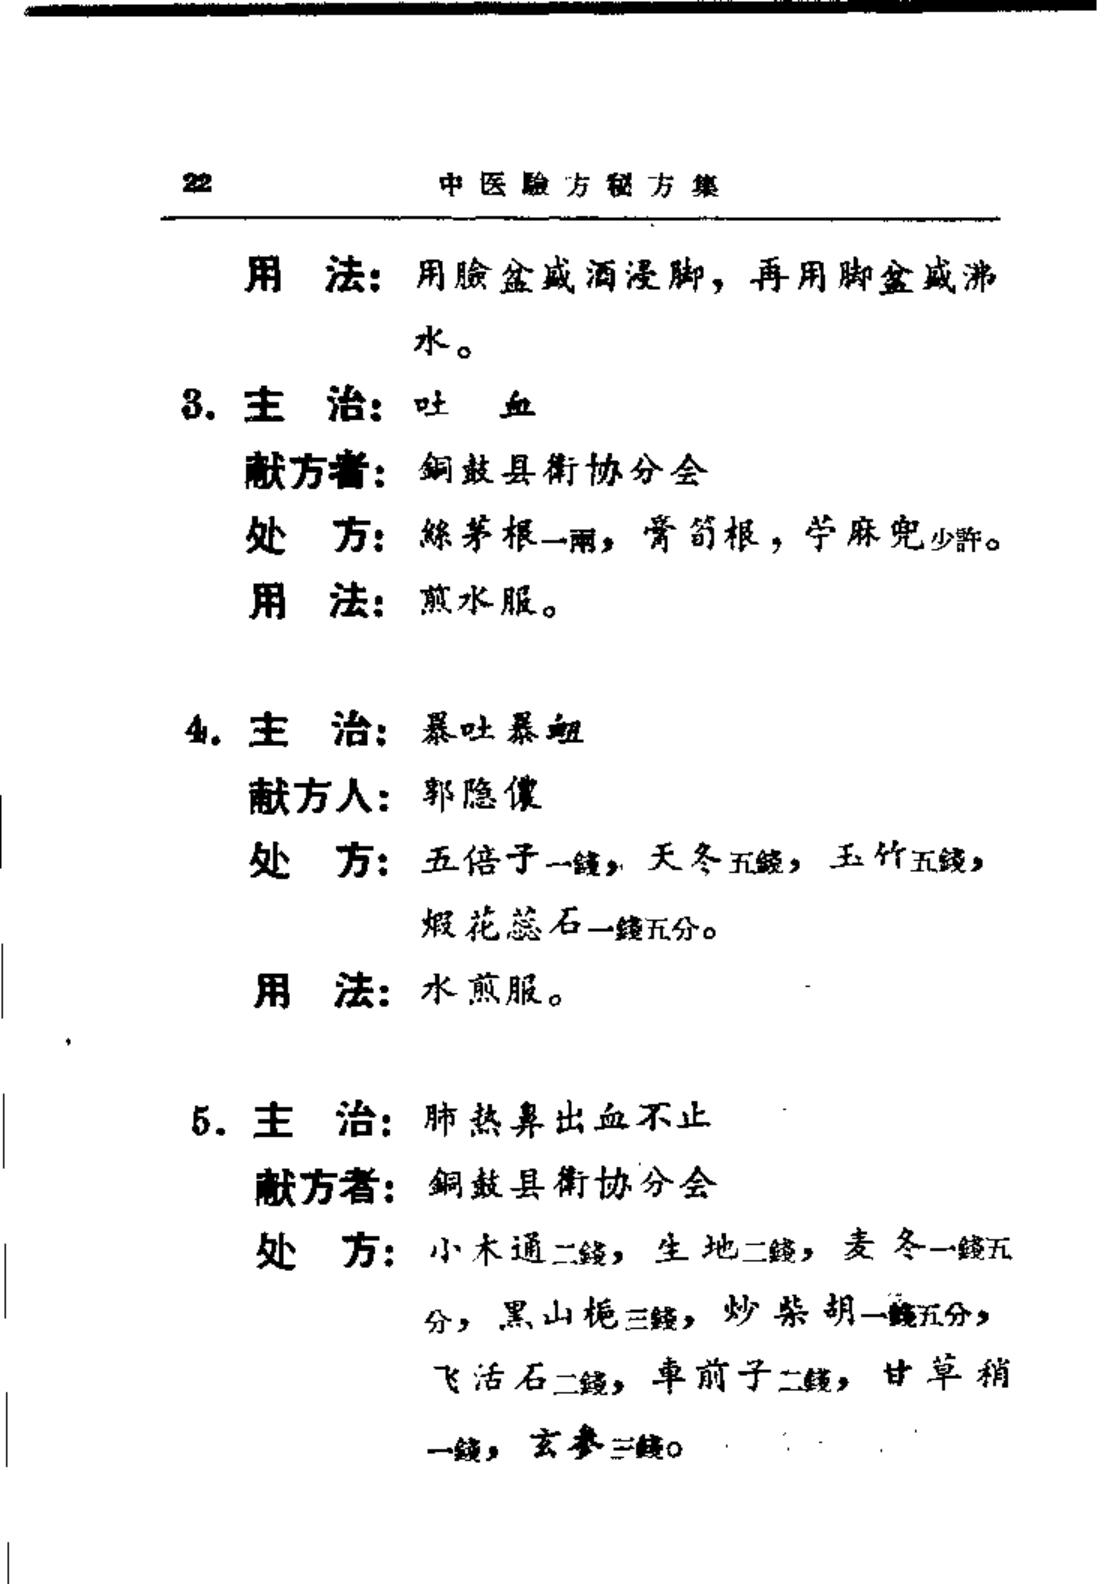 22 中医驗方秘方集
用 法：用臉盆盛酒浸脚，再用脚盆盛沸
水。
3. 主 治：吐 血
献方者：銅鼓县衛协分会
处 方：絲茅根一兩，膏筍根，苧麻兜少許。
用 法：煎水服。
4. 主 治：暴吐暴衄
献方人：郭隐儂
处 方：五倍子一錢，天冬五錢，玉竹五錢，
煅花蕊石一錢五分。
用 法：水煎服。
5. 主 治：肺热鼻出血不止
献方者：銅鼓县衛协分会
处 方：小木通二錢，生地二錢，麦冬一錢五
分，黑山梔三錢，炒柴胡一錢五分，
飞活石二錢，車前子二錢，甘草稍
一錢，玄參三錢。